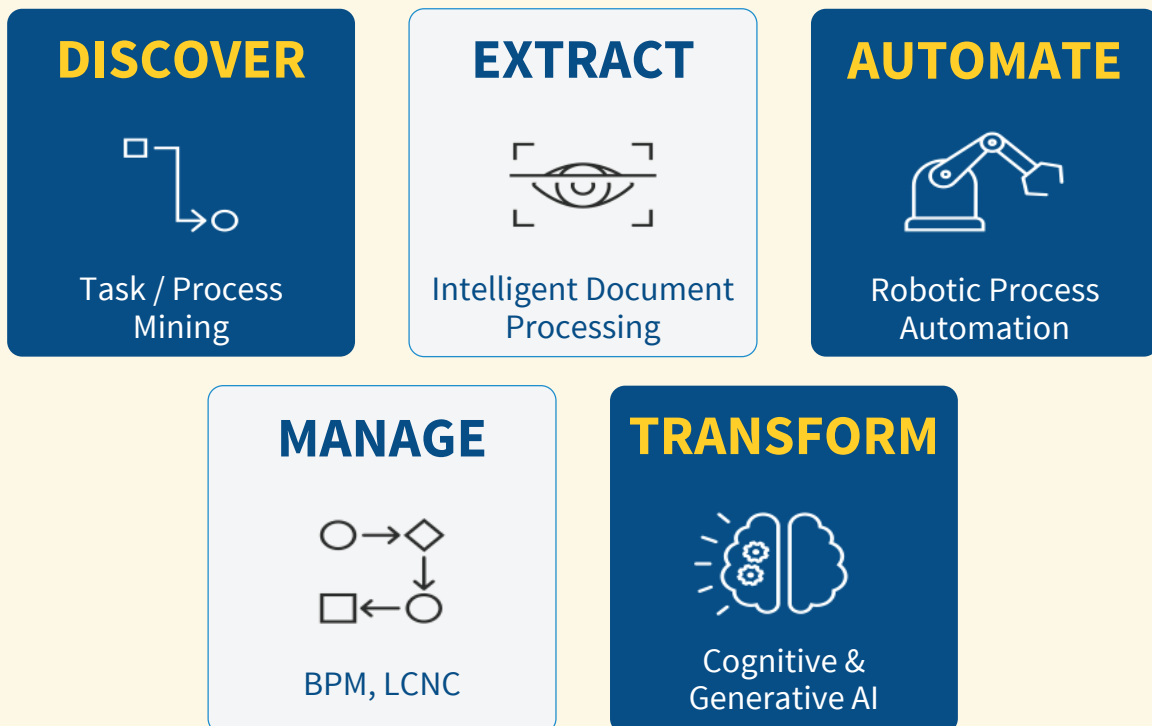 DISCOVER
Task / Process
Mining
EXTRACT
Intelligent Document
Processing
AUTOMATE
Robotic Process
Automation
MANAGE
BPM, LCNC
TRANSFORM
Cognitive &
Generative AI